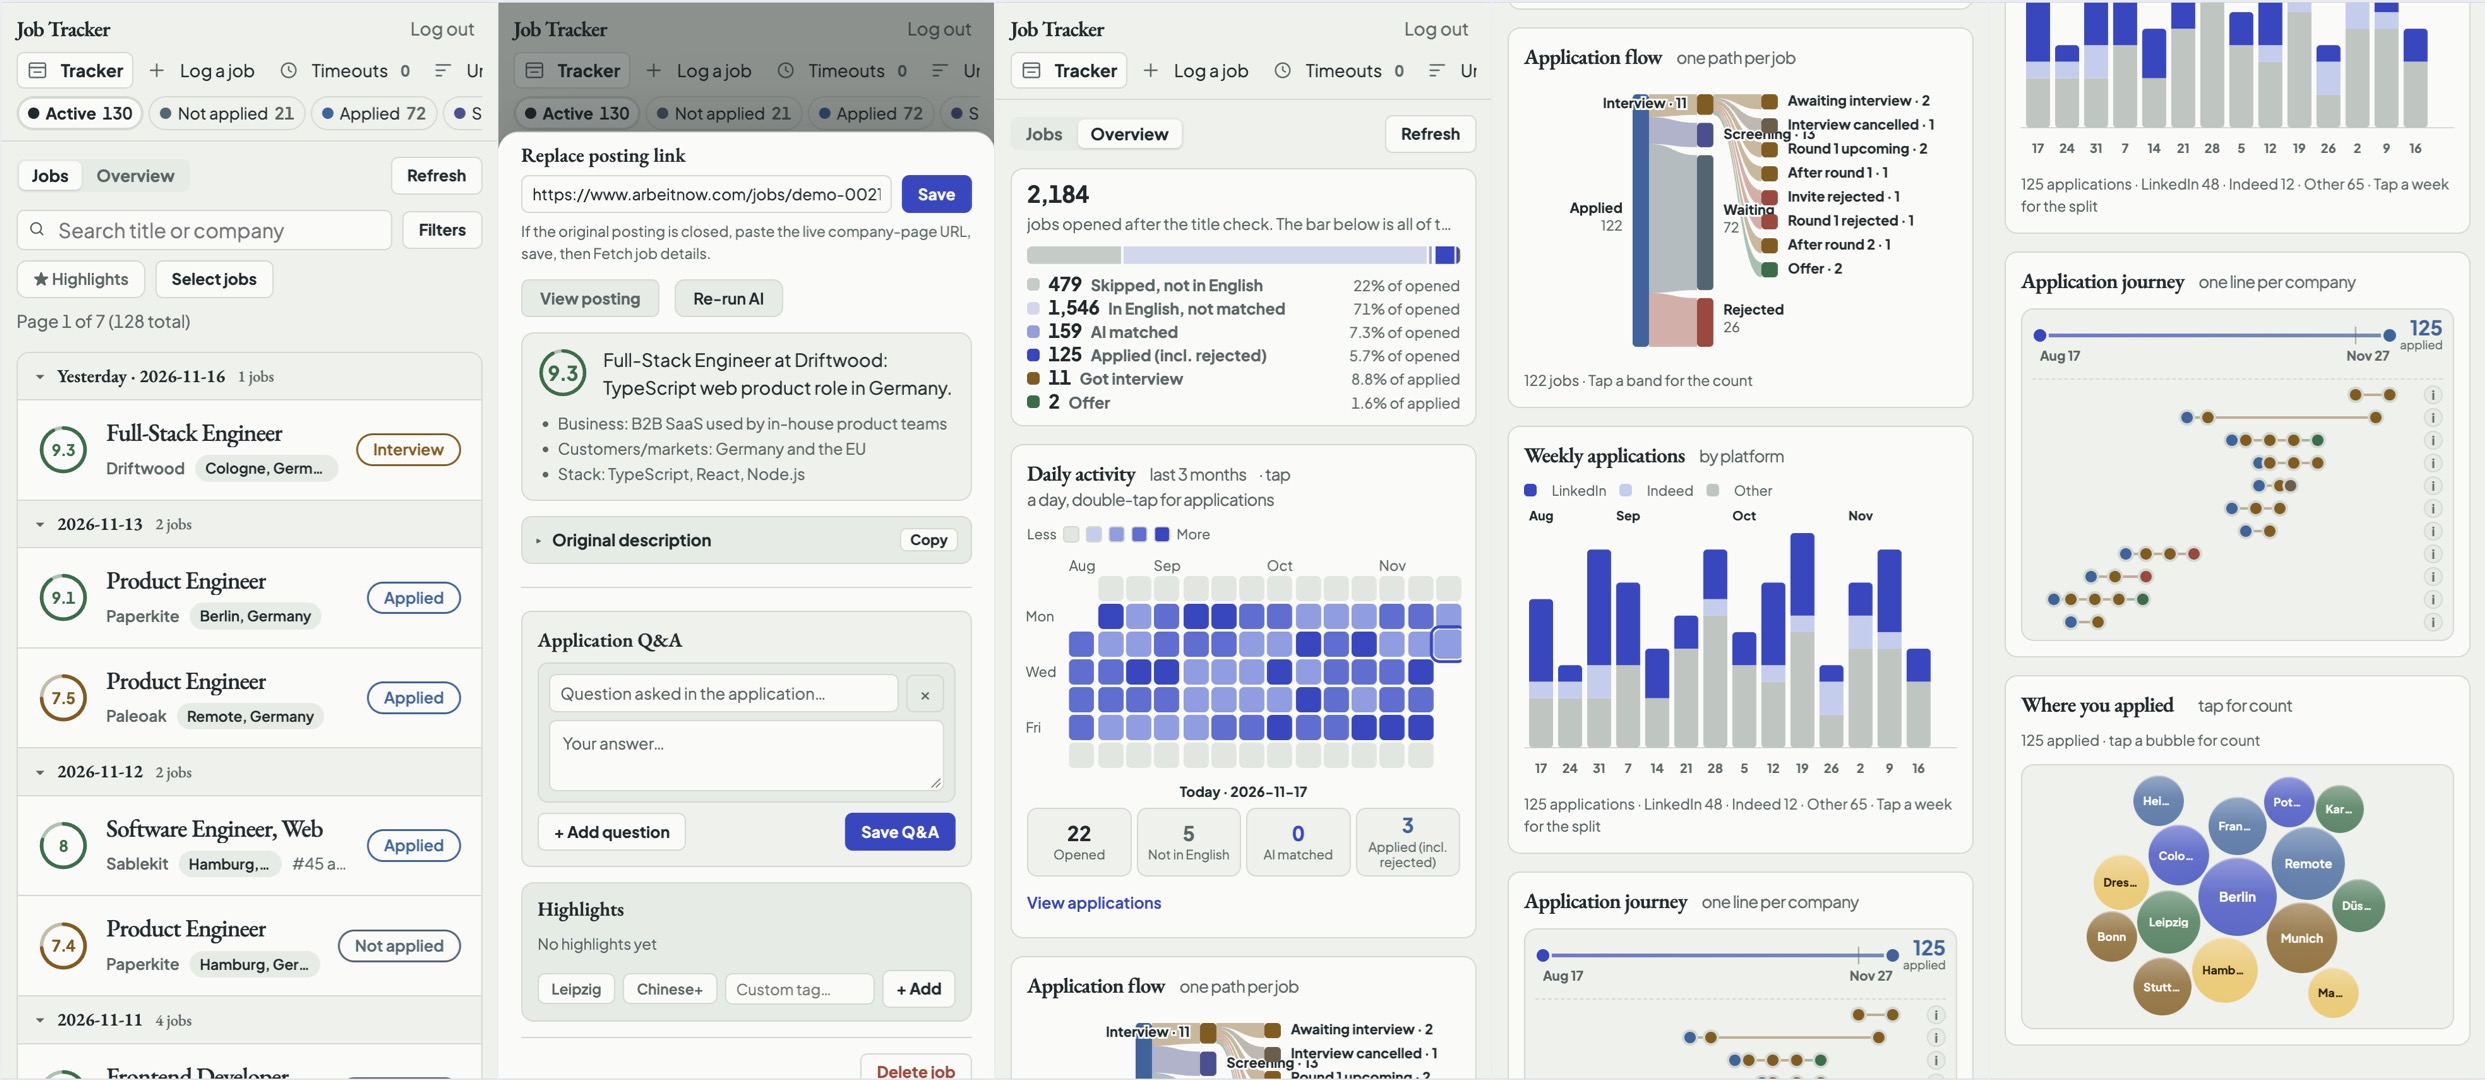 Job Tracker
Log out
Tracker
Log a job
Timeouts 0
Active 130
Not applied 21
Applied 72
S
Jobs
Overview
Refresh
Search title or company
Filters
★ Highlights
Select jobs
Page 1 of 7 (128 total)
Yesterday · 2026-11-16 1 jobs
9.3
Full-Stack Engineer
Driftwood
Cologne, Germ...
Interview
2026-11-13 2 jobs
9.1
Product Engineer
Paperkite
Berlin, Germany
Applied
7.5
Product Engineer
Paleoak
Remote, Germany
Applied
2026-11-12 2 jobs
8
Software Engineer, Web
Sablekit
Hamburg,...
#45 a...
Applied
7.4
Product Engineer
Paperkite
Hamburg, Ger...
Not applied
2026-11-11 4 jobs
Frontend Developer
Job Tracker
Log out
Tracker
Log a job
Timeouts 0
Active 130
Not applied 21
Applied 72
S
Replace posting link
https://www.arbeitnow.com/jobs/demo-0021
Save
If the original posting is closed, paste the live company-page URL,
save, then Fetch job details.
View posting
Re-run AI
9.3
Full-Stack Engineer at Driftwood:
TypeScript web product role in Germany.
• Business: B2B SaaS used by in-house product teams
• Customers/markets: Germany and the EU
• Stack: TypeScript, React, Node.js
Original description
Copy
Application Q&A
Question asked in the application...
×
Your answer...
+ Add question
Save Q&A
Highlights
No highlights yet
Leipzig
Chinese+
Custom tag...
+ Add
Delete job
Job Tracker
Log out
Tracker
Log a job
Timeouts 0
Jobs
Overview
Refresh
2,184
jobs opened after the title check. The bar below is all of t...
479 Skipped, not in English 22% of opened
1,546 In English, not matched 71% of opened
159 AI matched 7.3% of opened
125 Applied (incl. rejected) 5.7% of opened
11 Got interview 8.8% of applied
2 Offer 1.6% of applied
Daily activity last 3 months · tap
a day, double-tap for applications
Less More
Aug Sep Oct Nov
Mon
Wed
Fri
Today · 2026-11-17
22
Opened
5
Not in English
0
AI matched
3
Applied (incl.
rejected)
View applications
Application flow one path per job
Interview · 11
Awaiting interview · 2
Interview cancelled · 1
Screening · 13
Round 1 upcoming · 2
Application flow one path per job
Interview · 11
Awaiting interview · 2
Interview cancelled · 1
Screening · 13
Round 1 upcoming · 2
After round 1 · 1
Invite rejected · 1
Applied
122
Waiting
72
Round 1 rejected · 1
After round 2 · 1
Offer · 2
Rejected
26
122 jobs · Tap a band for the count
Weekly applications by platform
LinkedIn Indeed Other
Aug Sep Oct Nov
17 24 31 7 14 21 28 5 12 19 26 2 9 16
125 applications · LinkedIn 48 · Indeed 12 · Other 65 · Tap a week
for the split
Application journey one line per company
125
applied
Aug 17
Nov 27
i
i
i
17 24 31 7 14 21 28 5 12 19 26 2 9 16
125 applications · LinkedIn 48 · Indeed 12 · Other 65 · Tap a week
for the split
Application journey one line per company
125
applied
Aug 17
Nov 27
i
i
i
i
i
i
i
i
i
i
i
Where you applied tap for count
125 applied · tap a bubble for count
Hei...
Pot...
Kar...
Fran...
Colo...
Remote
Dres...
Berlin
Düs...
Leipzig
Bonn
Munich
Hamb...
Stutt...
Ma...